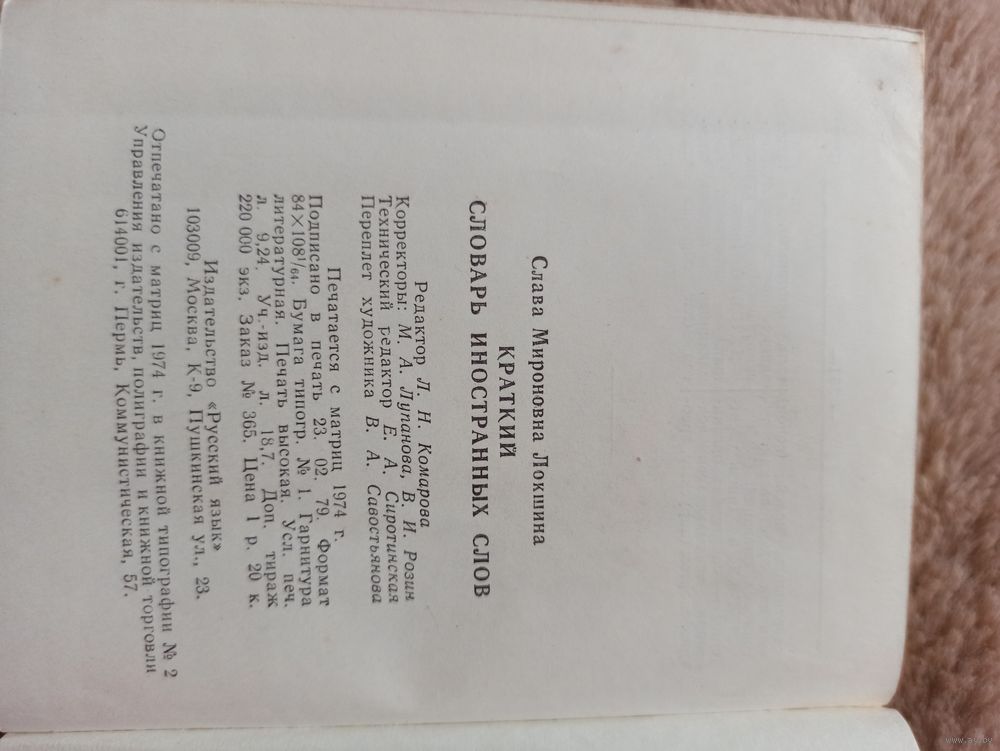 Слава Мироновна Локшина
КРАТКИЙ
СЛОВАРЬ ИНОСТРАННЫХ СЛОВ
Редактор Л. Н. Комарова
Корректоры: М. А. Лупанова, В. И. Розин
Технический редактор Е. А. Сиротинская
Переплет художника В. А. Савостьянова
Печатается с матриц 1974 г.
Подписано в печать 23. 02. 79. Формат
84×108¹/₆₄. Бумага типогр. № 1. Гарнитура
литературная. Печать высокая. Усл. печ.
л. 9,24. Уч.-изд. л. 18,7. Доп. тираж
220 000 экз. Заказ № 365. Цена 1 р. 20 к.
Издательство «Русский язык»
103009, Москва, К-9, Пушкинская ул., 23.
Отпечатано с матриц 1974 г. в книжной типографии № 2
Управления издательств, полиграфии и книжной торговли
614001, г. Пермь, Коммунистическая, 57.
www.ay.by